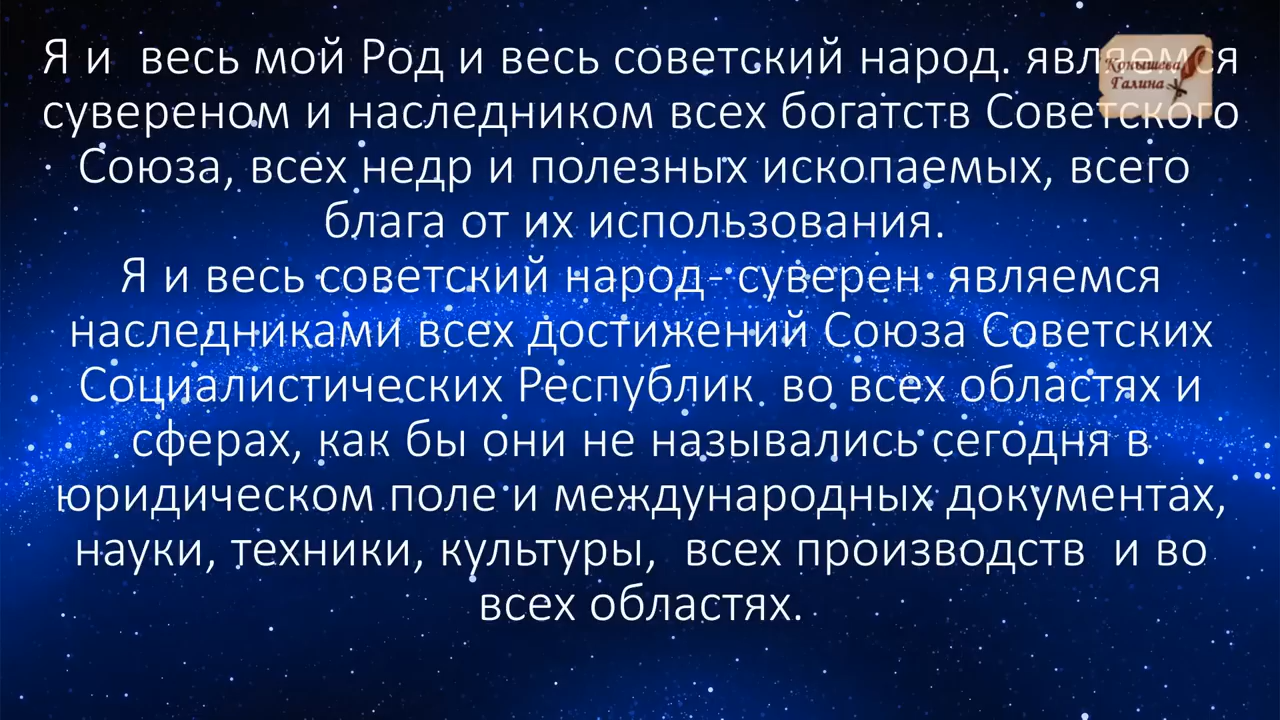 Я и весь мой Род и весь советский народ. являемся
сувереном и наследником всех богатств Советского
Союза, всех недр и полезных ископаемых, всего
блага от их использования.
Я и весь советский народ- суверен являемся
наследниками всех достижений Союза Советских
Социалистических Республик во всех областях и
сферах, как бы они не назывались сегодня в
юридическом поле и международных документах,
науки, техники, культуры, всех производств и во
всех областях.
Конышева
Галина